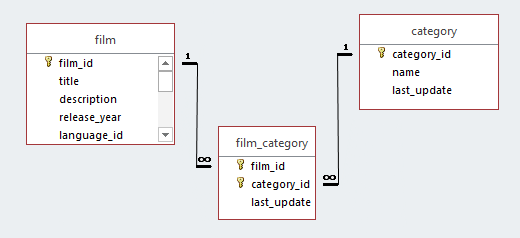 film
film_id
title
description
release_year
language_id
category
category_id
name
last_update
film_category
film_id
category_id
last_update
1
∞
1
∞